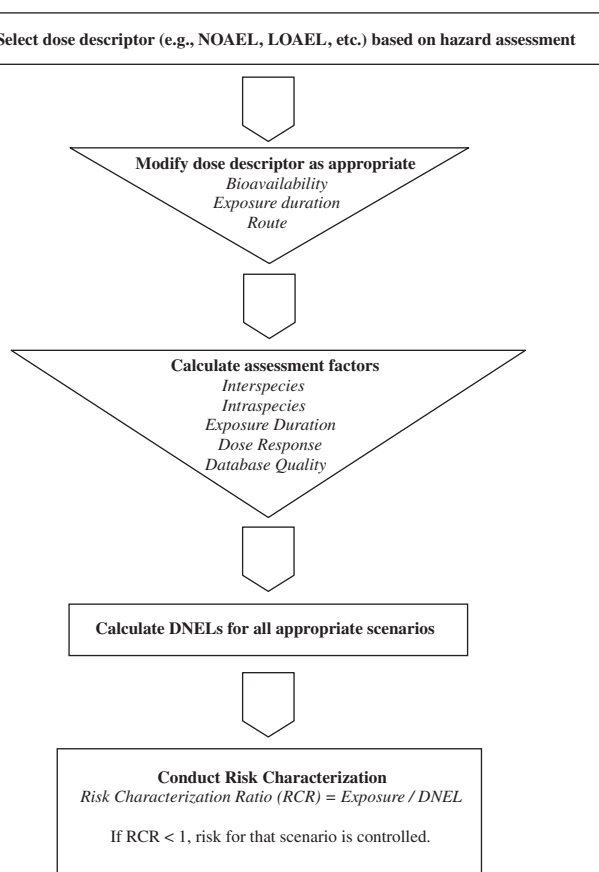 Select dose descriptor (e.g., NOAEL, LOAEL, etc.) based on hazard assessment
Modify dose descriptor as appropriate
Bioavailability
Exposure duration
Route
Calculate assessment factors
Interspecies
Intraspecies
Exposure Duration
Dose Response
Database Quality
Calculate DNELs for all appropriate scenarios
Conduct Risk Characterization
Risk Characterization Ratio (RCR) = Exposure / DNEL
If RCR < 1, risk for that scenario is controlled.